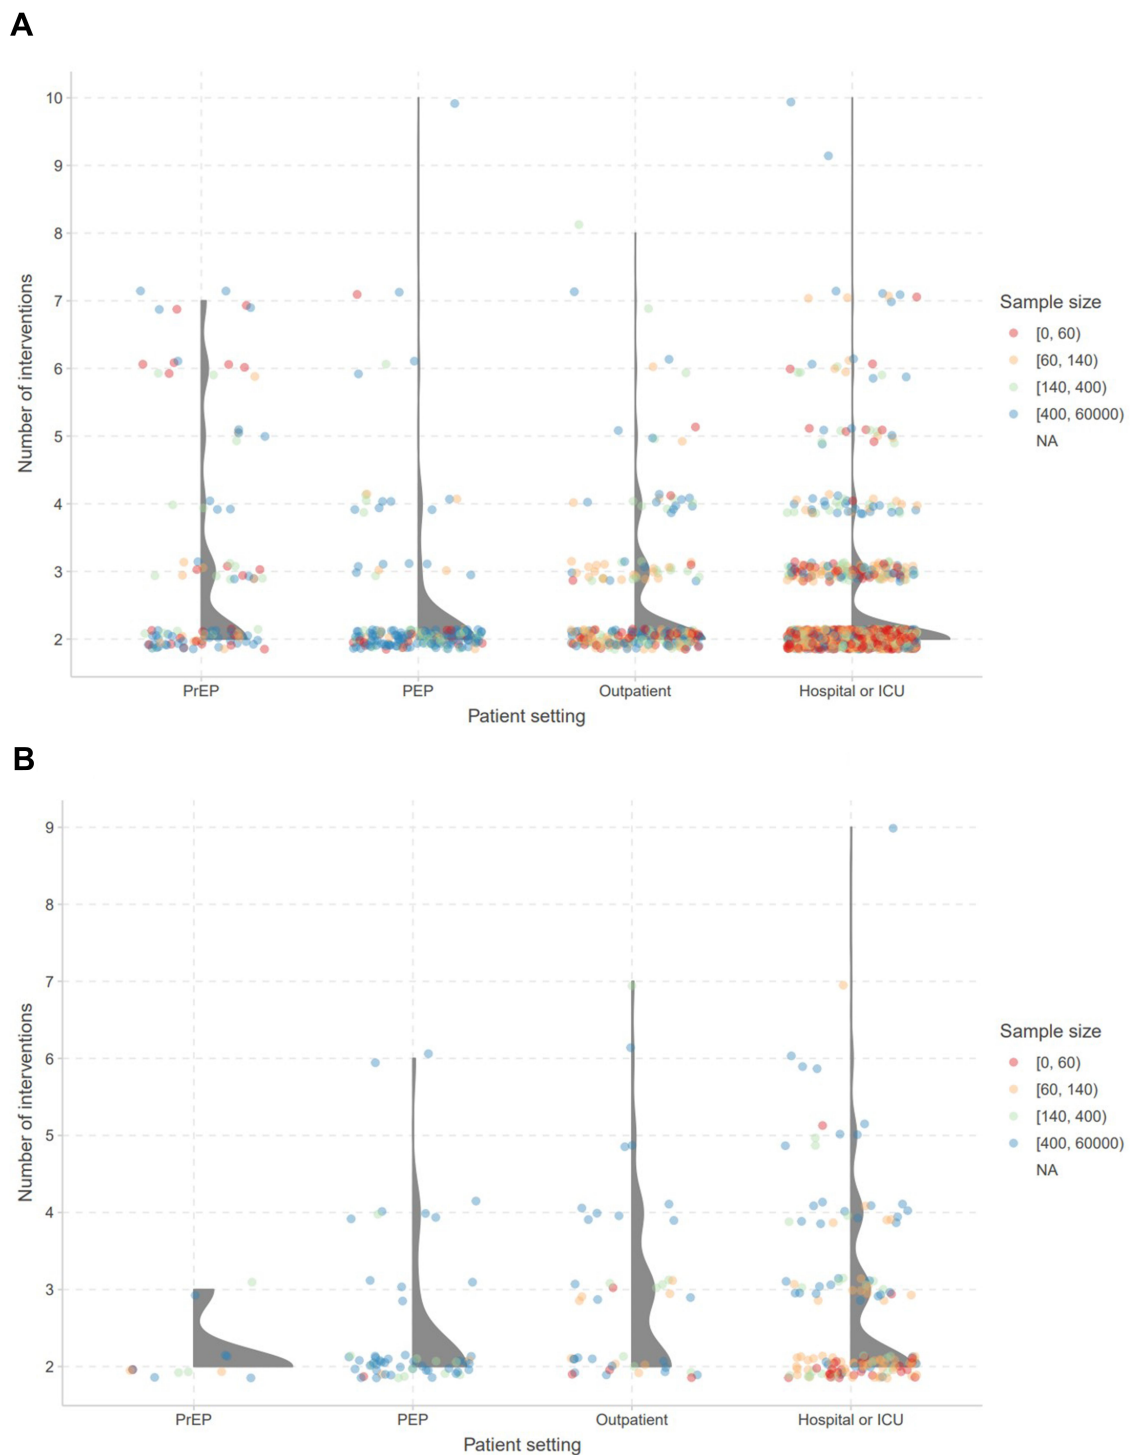 A
Number of interventions
10
9
8
7
6
5
4
3
2
PrEP
PEP
Outpatient
Hospital or ICU
Patient setting
Sample size
[0, 60)
[60, 140)
[140, 400)
[400, 60000)
NA
B
Number of interventions
9
8
7
6
5
4
3
2
PrEP
PEP
Outpatient
Hospital or ICU
Patient setting
Sample size
[0, 60)
[60, 140)
[140, 400)
[400, 60000)
NA